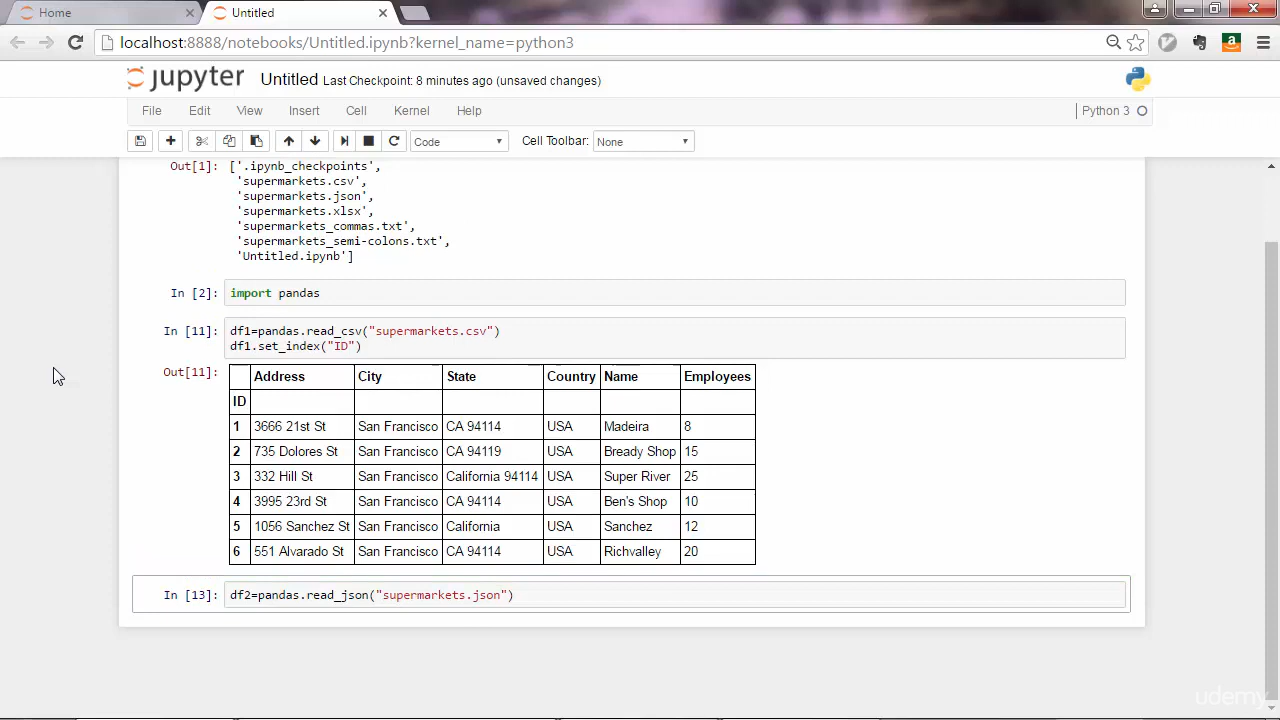 Home
Untitled
localhost:8888/notebooks/Untitled.ipynb?kernel_name=python3
jupyter Untitled Last Checkpoint: 8 minutes ago (unsaved changes)
File Edit View Insert Cell Kernel Help Python 3
Code Cell Toolbar: None
Out[1]: ['.ipynb_checkpoints',
'supermarkets.csv',
'supermarkets.json',
'supermarkets.xlsx',
'supermarkets_commas.txt',
'supermarkets_semi-colons.txt',
'Untitled.ipynb']
In [2]: import pandas
In [11]: df1=pandas.read_csv("supermarkets.csv")
df1.set_index("ID")
Out[11]:
Address City State Country Name Employees
ID
1 3666 21st St San Francisco CA 94114 USA Madeira 8
2 735 Dolores St San Francisco CA 94119 USA Bready Shop 15
3 332 Hill St San Francisco California 94114 USA Super River 25
4 3995 23rd St San Francisco CA 94114 USA Ben's Shop 10
5 1056 Sanchez St San Francisco California USA Sanchez 12
6 551 Alvarado St San Francisco CA 94114 USA Richvalley 20
In [13]: df2=pandas.read_json("supermarkets.json")
udemy